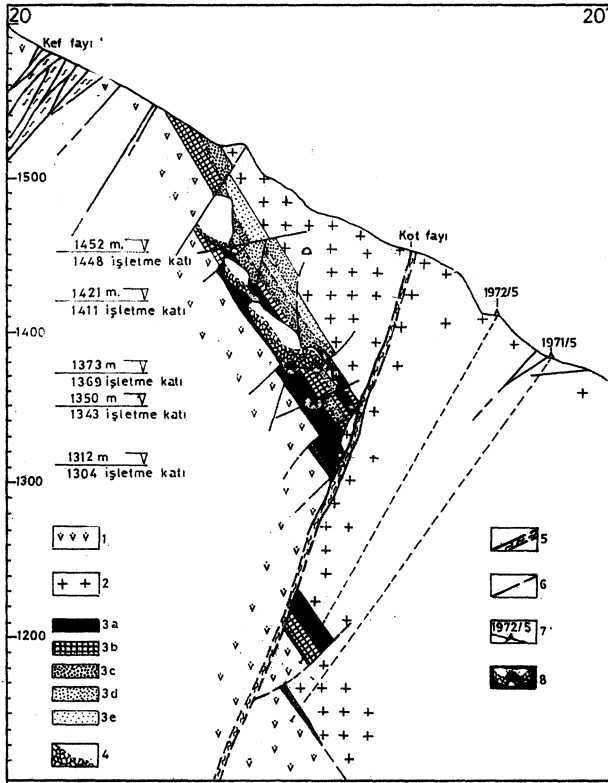 20
20'
Kef fayı
1500
1452 m.
1448 işletme katı
Kot fayı
1421 m.
1411 işletme katı
1972/5
1400
1971/5
1373 m
1369 işletme katı
1350 m
1343 işletme katı
1312 m
1304 işletme katı
1300
1
2
3a
3b
3c
3d
3e
4
1200
5
6
1972/5
7
8